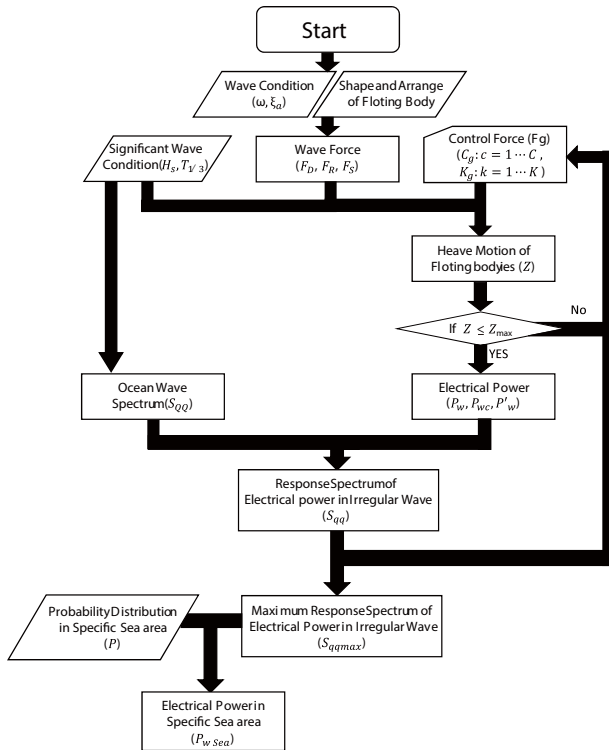 Start
Wave Condition
(ω, ξa)
Shape and Arrange
of Floting Body
Significant Wave
Condition(Hs, T1/3)
Wave Force
(FD, FR, FS)
Control Force (Fg)
(Cg: c = 1 ⋯ C ,
Kg: k = 1 ⋯ K )
Heave Motion of
Floting bodyies (Z)
If Z ≤ Zmax
No
YES
Ocean Wave
Spectrum(SQQ)
Electrical Power
(Pw, Pwc, P'w)
Response Spectrum of
Electrical power in Irregular Wave
(Sqq)
Probability Distribution
in Specific Sea area
(P)
Maximum Response Spectrum of
Electrical Power in Irregular Wave
(Sqqmax)
Electrical Power in
Specific Sea area
(Pw Sea)